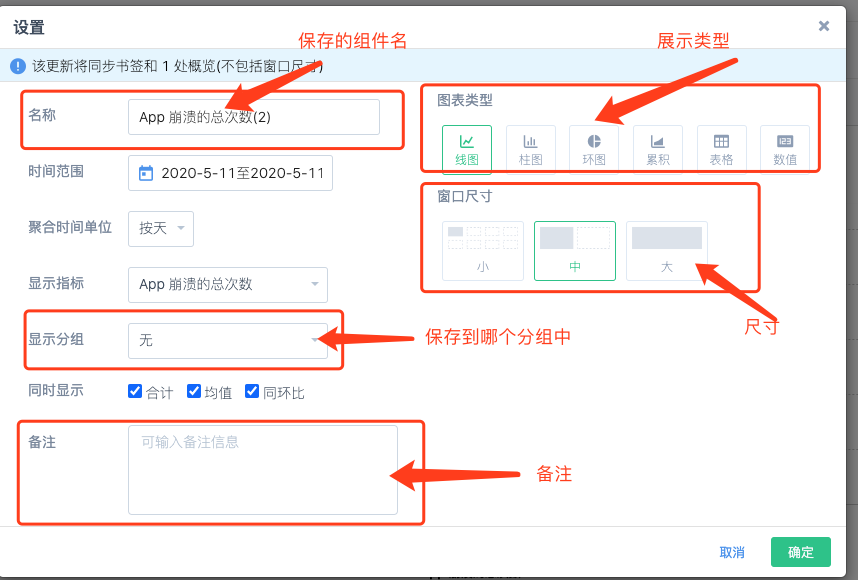 设置
保存的组件名
展示类型
该更新将同步书签和 1 处概览(不包括窗口尺寸)
名称
App 崩溃的总次数(2)
时间范围
2020-5-11至2020-5-11
聚合时间单位
按天
显示指标
App 崩溃的总次数
显示分组
无
保存到哪个分组中
同时显示
合计
均值
同环比
备注
可输入备注信息
备注
图表类型
线图
柱图
环图
累积
表格
123
数值
窗口尺寸
小
中
大
尺寸
取消
确定